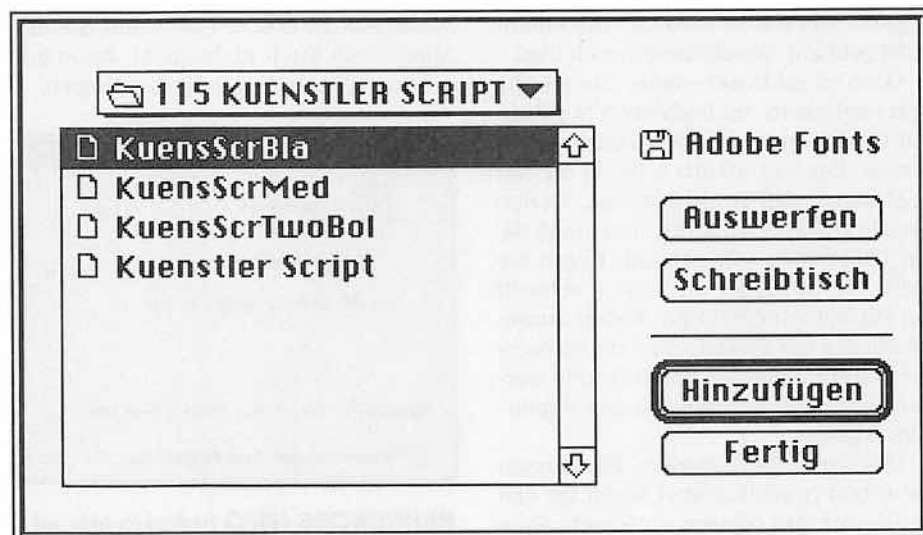 115 KUENSTLER SCRIPT
KuensScrBla
KuensScrMed
KuensScrTwoBol
Kuenstler Script
Adobe Fonts
Auswerfen
Schreibtisch
Hinzufügen
Fertig